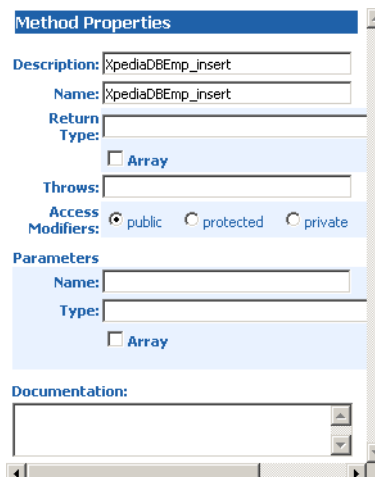 Method Properties
Description: XpediaDBEmp_insert
Name: XpediaDBEmp_insert
Return
Type:
Array
Throws:
Access
Modifiers: public protected private
Parameters
Name:
Type:
Array
Documentation: